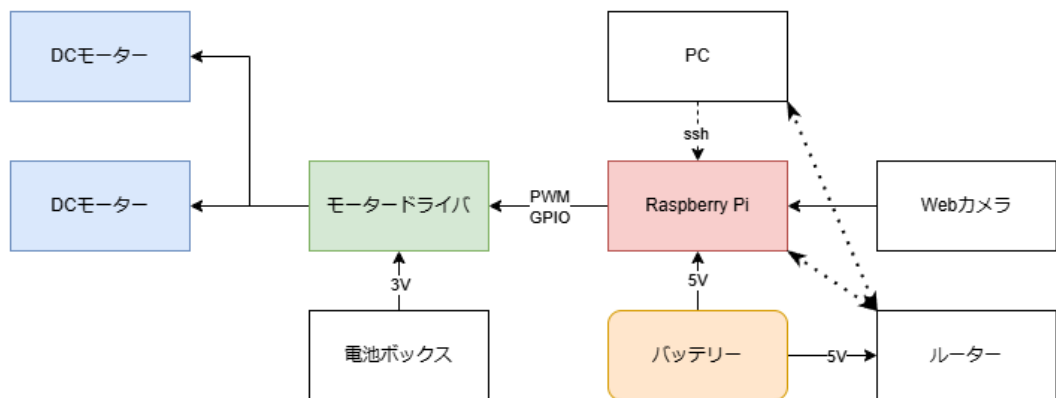 DCモーター
PC
ssh
DCモーター
モータードライバ
PWM
GPIO
Raspberry Pi
Webカメラ
3V
5V
電池ボックス
バッテリー
5V
ルーター